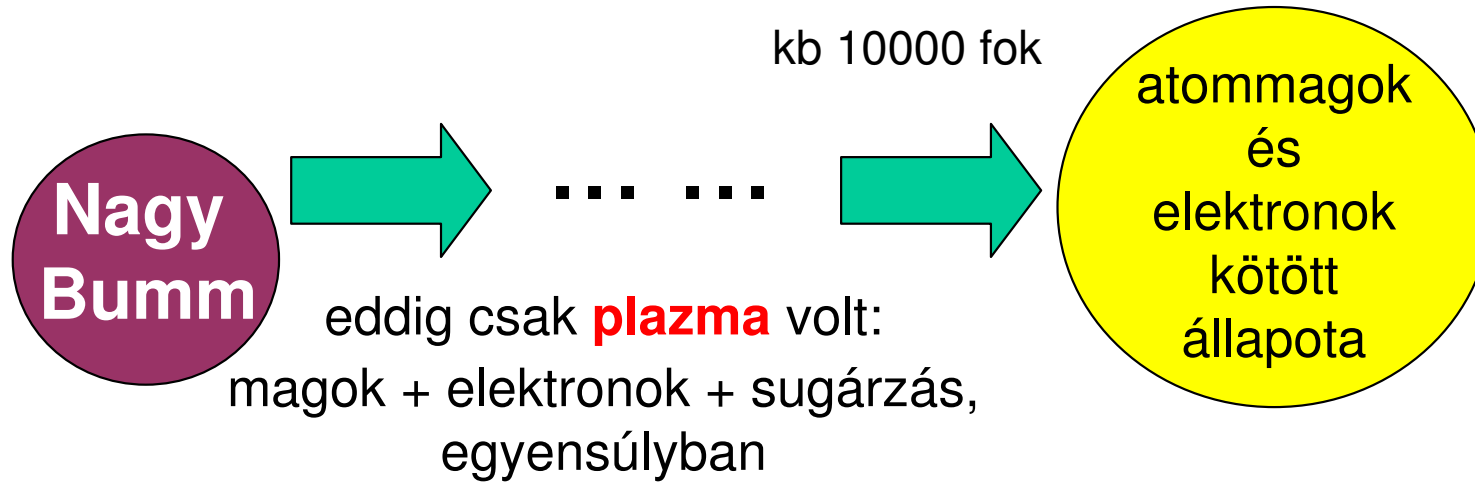 kb 10000 fok
Nagy
Bumm
... ...
eddig csak plazma volt:
magok + elektronok + sugárzás,
egyensúlyban
atommagok
és
elektronok
kötött
állapota